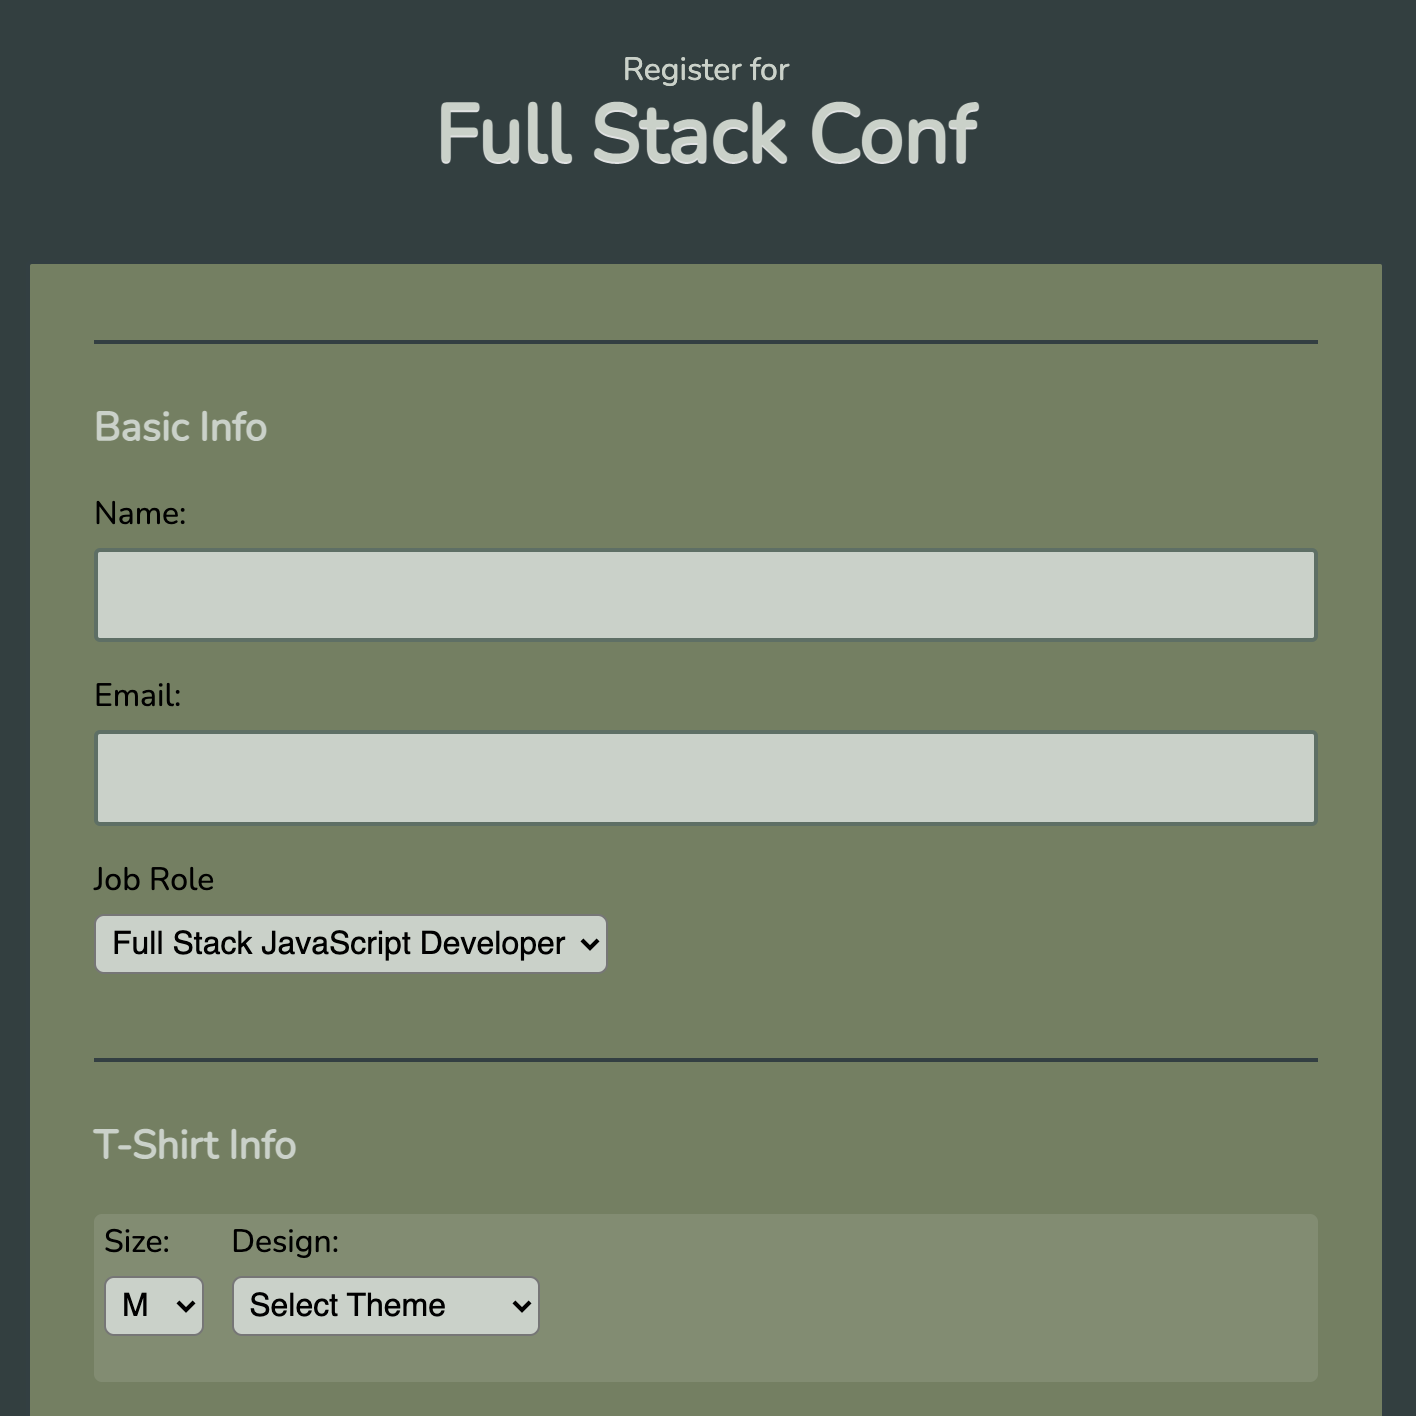 Register for
Full Stack Conf
Basic Info
Name:
Email:
Job Role
Full Stack JavaScript Developer
T-Shirt Info
Size: Design:
M Select Theme